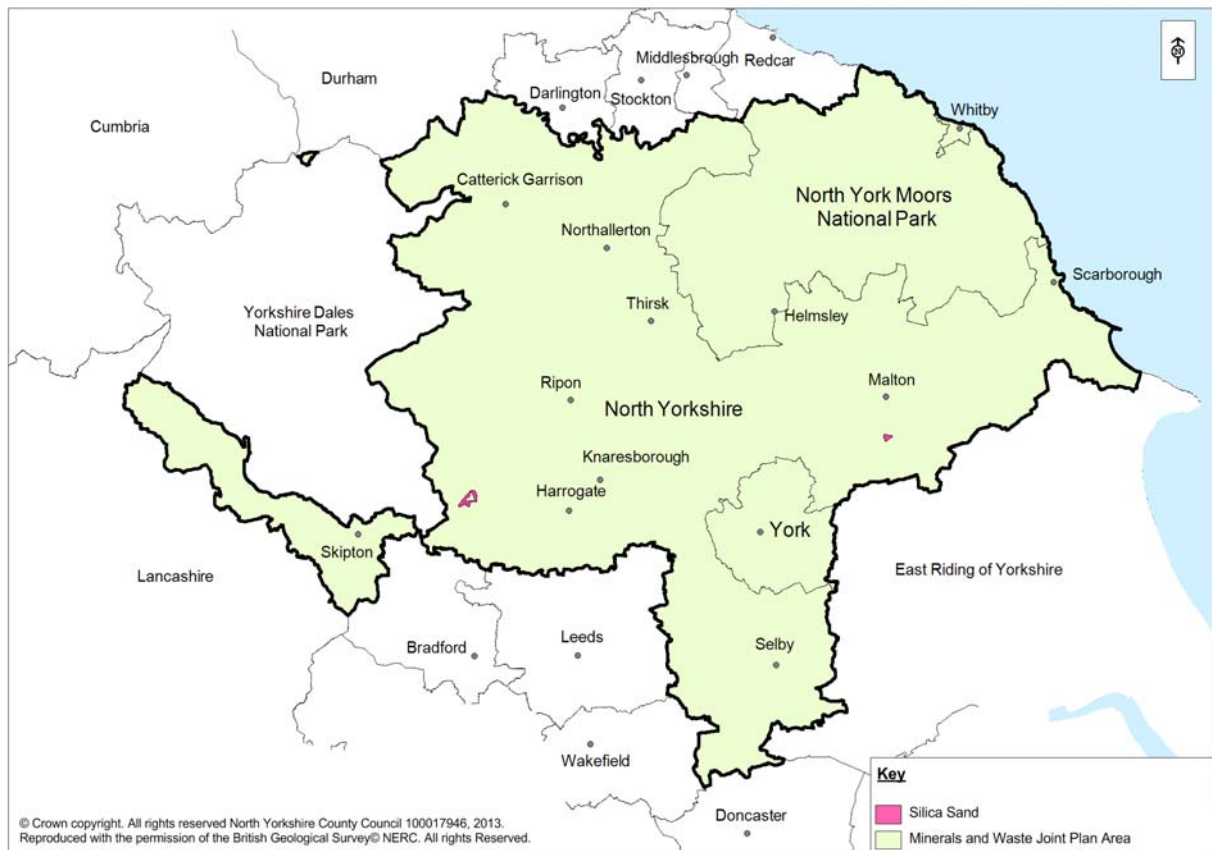 Durham
Middlesbrough
Redcar
Darlington
Stockton
Cumbria
Whitby
N
Catterick Garrison
North York Moors
National Park
Northallerton
Scarborough
Thirsk
Helmsley
Yorkshire Dales
National Park
Ripon
North Yorkshire
Malton
Knaresborough
Harrogate
York
Skipton
Lancashire
East Riding of Yorkshire
Bradford
Leeds
Selby
Wakefield
Doncaster
Key
Silica Sand
Minerals and Waste Joint Plan Area
© Crown copyright. All rights reserved North Yorkshire County Council 100017946, 2013.
Reproduced with the permission of the British Geological Survey© NERC. All rights Reserved.